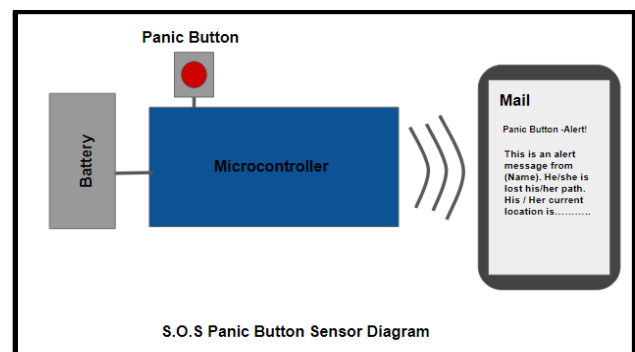 Panic Button
Battery
Microcontroller
Mail
Panic Button -Alert!
This is an alert
message from
(Name). He/she is
lost his/her path.
His / Her current
location is………..
S.O.S Panic Button Sensor Diagram